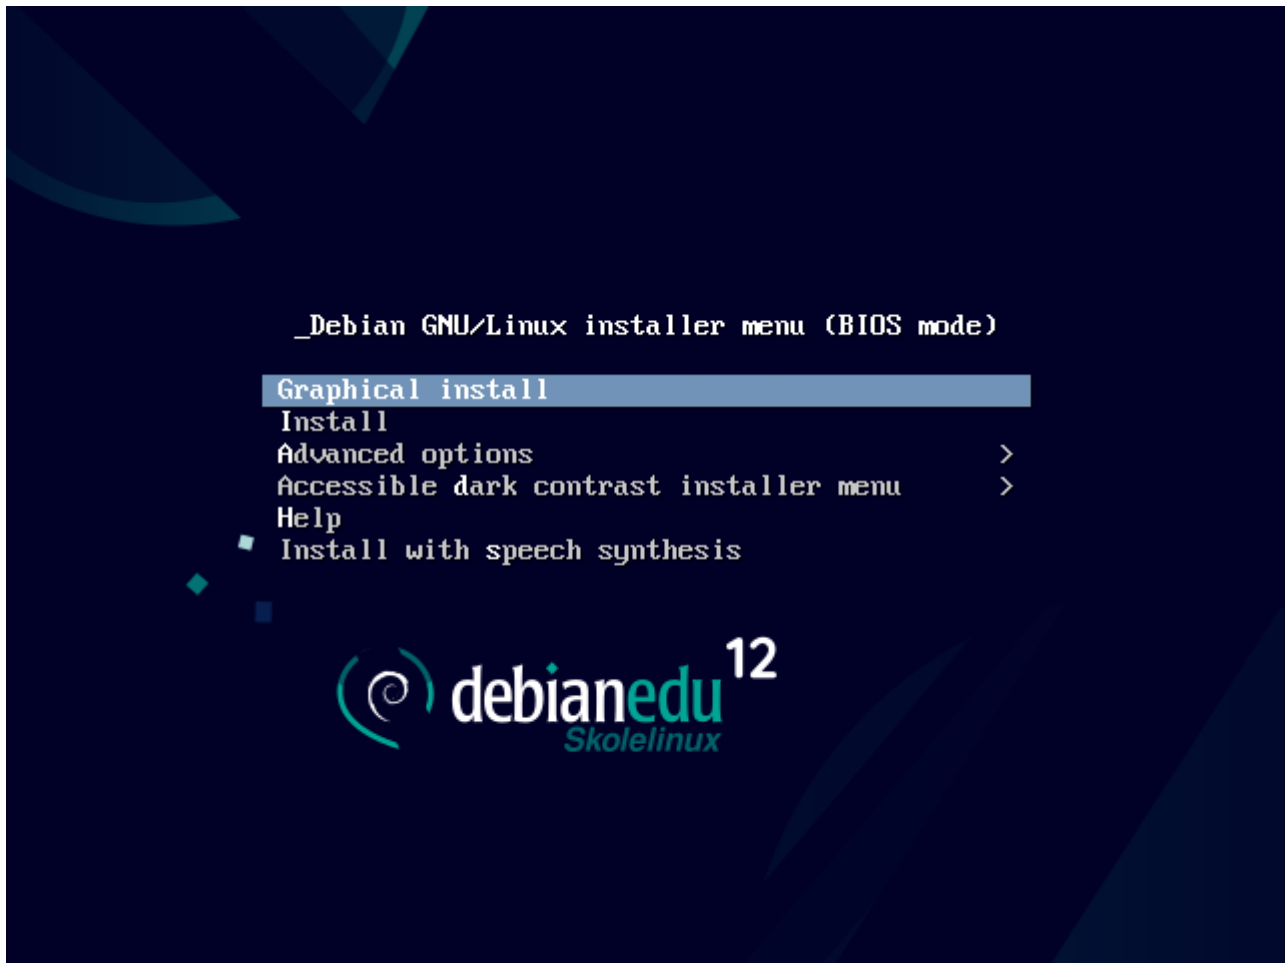 _Debian GNU/Linux installer menu (BIOS mode)
Graphical install
Install
Advanced options >
Accessible dark contrast installer menu >
Help
Install with speech synthesis
debianedu 12
Skolelinux